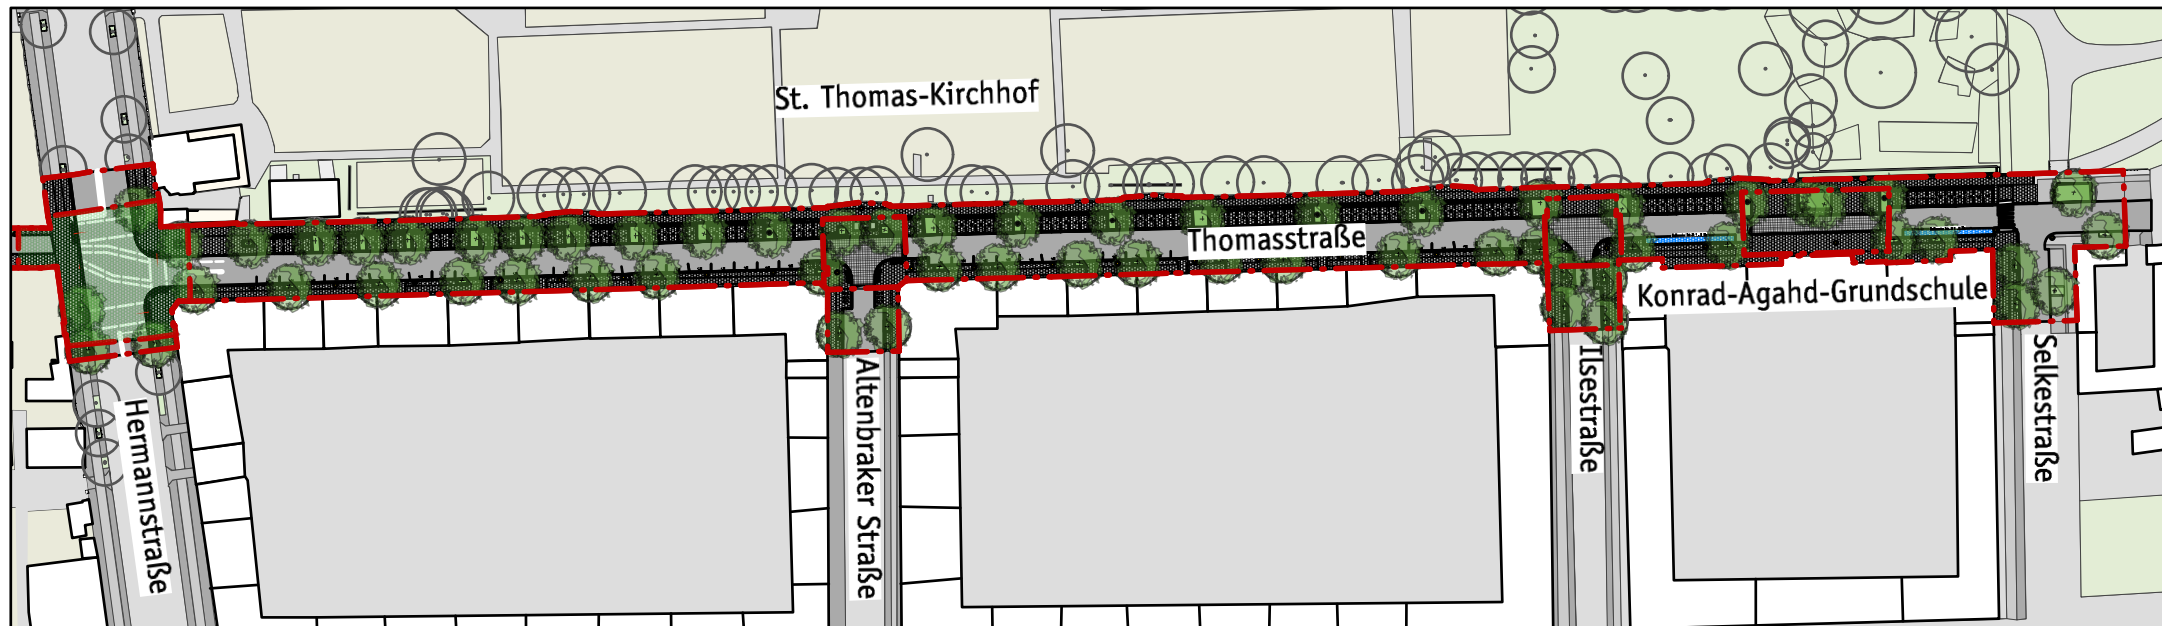 St. Thomas-Kirchhof
Thomasstraße
Konrad-Agahd-Grundschule
Hermannstraße
Altenbraker Straße
Ilsestraße
Selkestraße